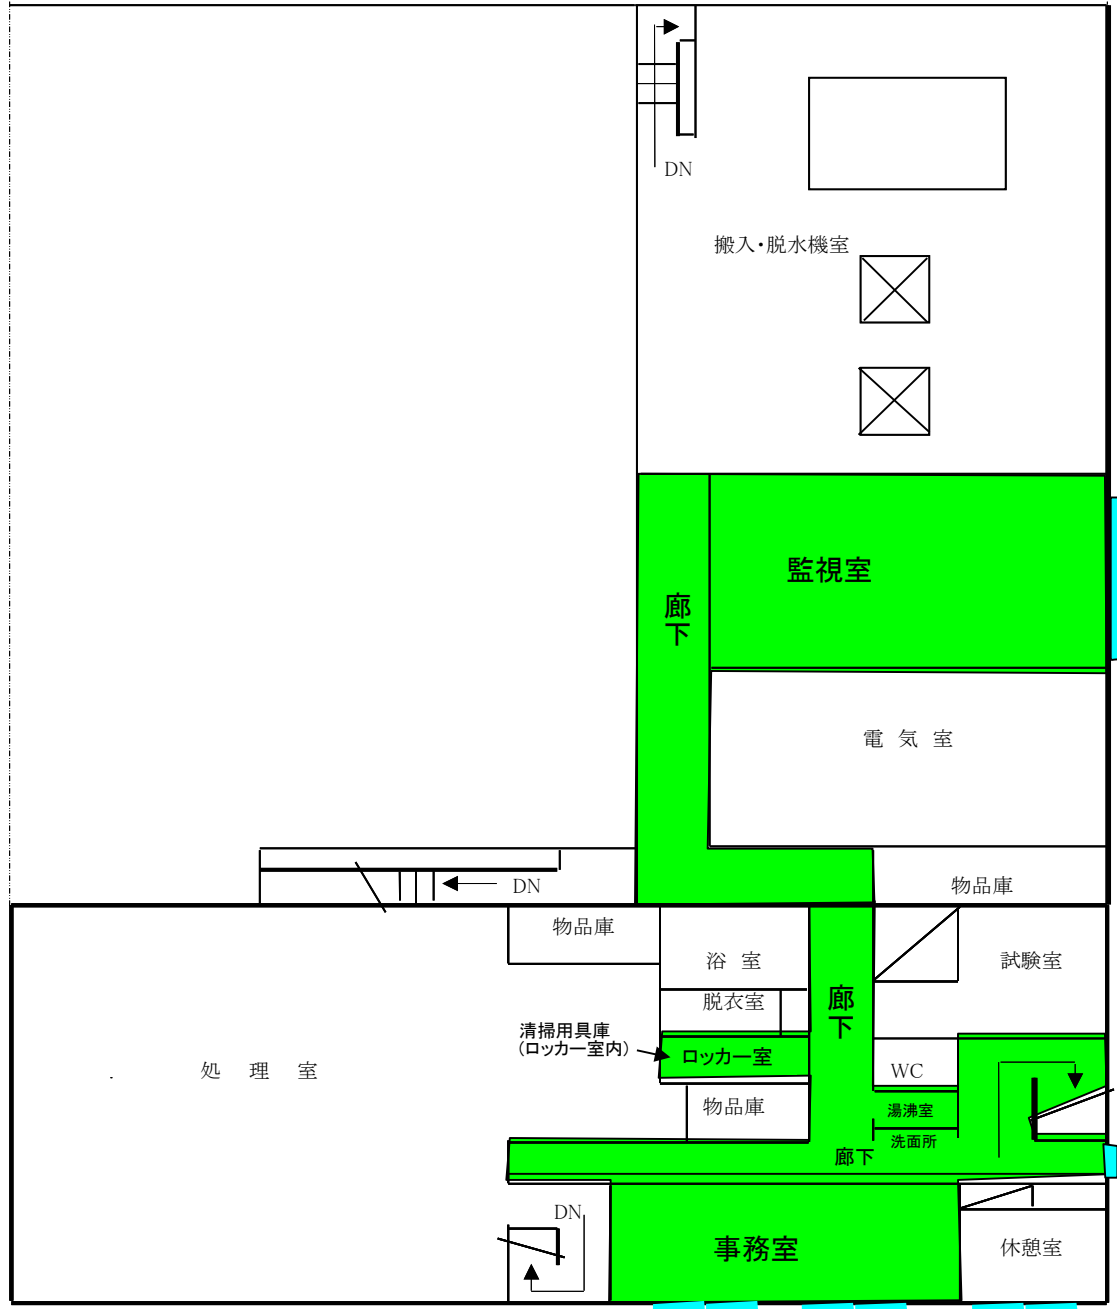 DN
搬入・脱水機室
監視室
廊下
電 気 室
DN
物品庫
物品庫
浴 室
試験室
脱衣室
廊下
清掃用具庫
(ロッカー室内)
ロッカー室
処 理 室
WC
物品庫
湯沸室
洗面所
廊下
DN
事務室
休憩室